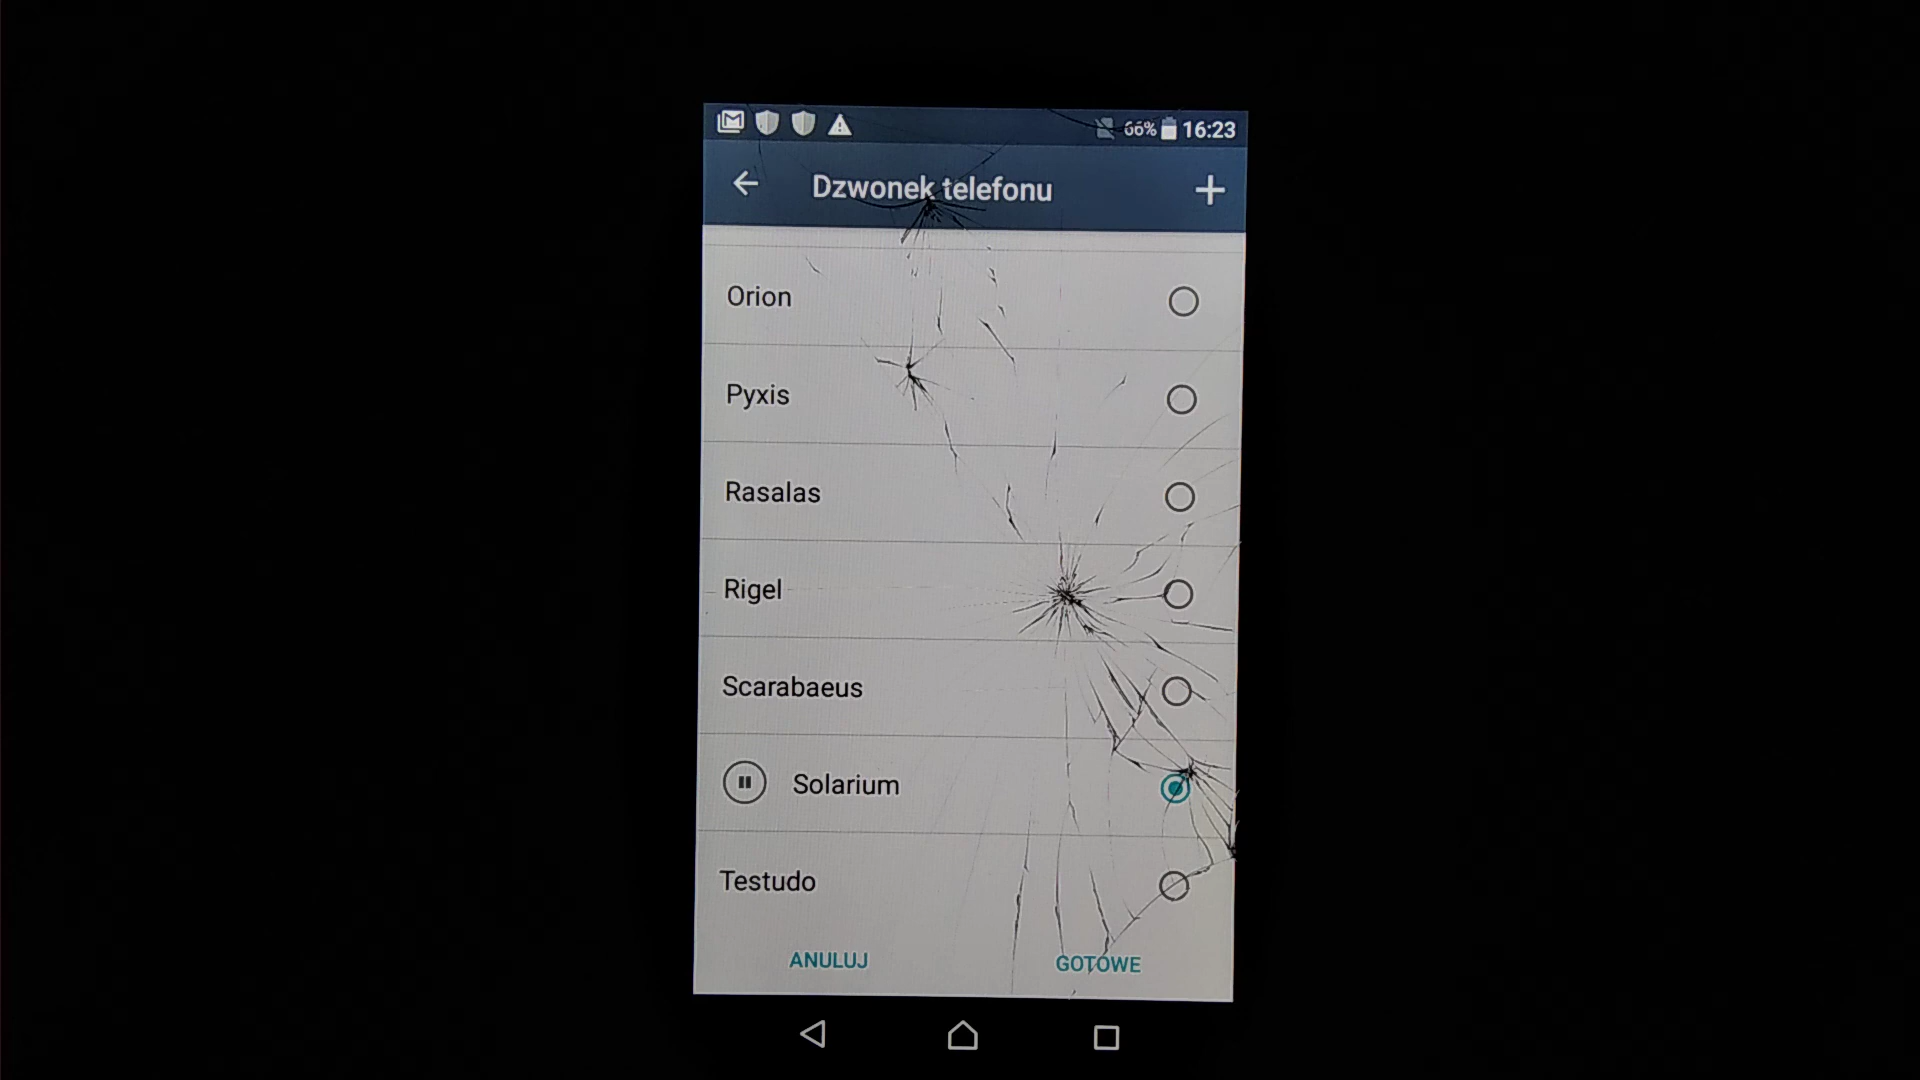 66% 16:23
Dzwonek telefonu
Orion
Pyxis
Rasalas
Rigel
Scarabaeus
Solarium
Testudo
ANULUJ GOTOWE